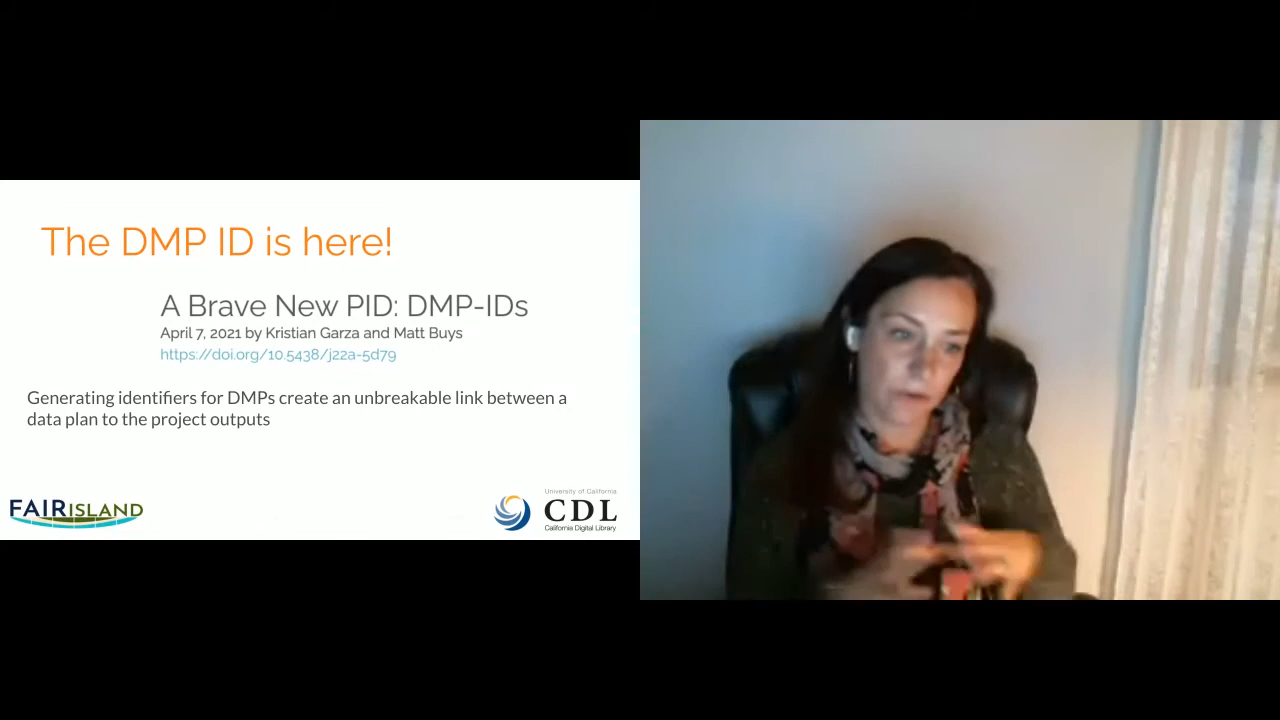 The DMP ID is here!
A Brave New PID: DMP-IDs
April 7, 2021 by Kristian Garza and Matt Buys
https://doi.org/10.5438/j22a-5d79
Generating identifiers for DMPs create an unbreakable link between a
data plan to the project outputs
FAIRISLAND
University of California
CDL
California Digital Library